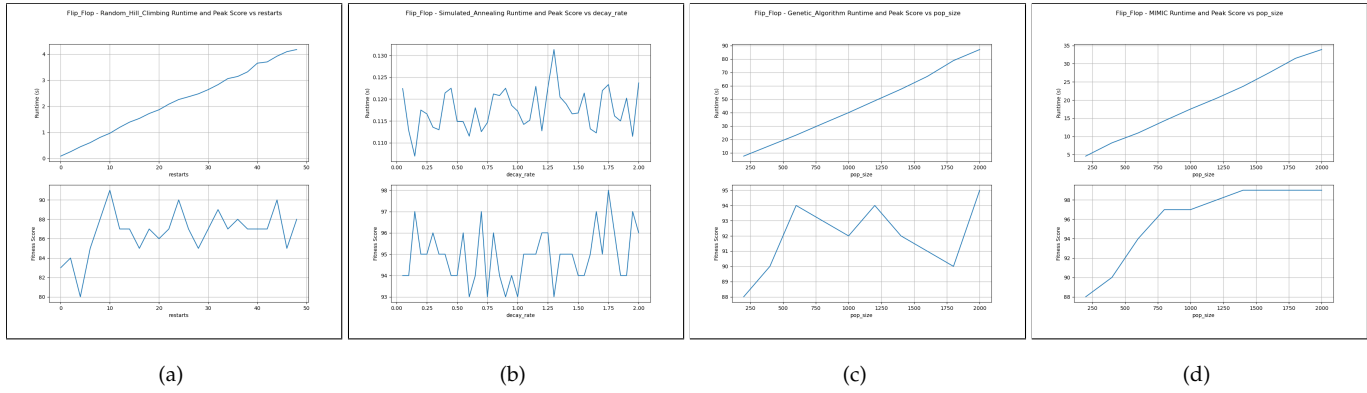 Flip_Flop - Random_Hill_Climbing Runtime and Peak Score vs restarts
4
3
2
1
0
Runtime (s)
0 10 20 30 40 50
restarts
90
88
86
84
82
80
Fitness Score
0 10 20 30 40 50
restarts
(a)
Flip_Flop - Simulated_Annealing Runtime and Peak Score vs decay_rate
0.130
0.125
0.120
0.115
0.110
Runtime (s)
0.00 0.25 0.50 0.75 1.00 1.25 1.50 1.75 2.00
decay_rate
98
97
96
95
94
93
Fitness Score
0.00 0.25 0.50 0.75 1.00 1.25 1.50 1.75 2.00
decay_rate
(b)
Flip_Flop - Genetic_Algorithm Runtime and Peak Score vs pop_size
90
80
70
60
50
40
30
20
10
Runtime (s)
250 500 750 1000 1250 1500 1750 2000
pop_size
95
94
93
92
91
90
89
88
Fitness Score
250 500 750 1000 1250 1500 1750 2000
pop_size
(c)
Flip_Flop - MIMIC Runtime and Peak Score vs pop_size
35
30
25
20
15
10
5
Runtime (s)
250 500 750 1000 1250 1500 1750 2000
pop_size
98
96
94
92
90
88
Fitness Score
250 500 750 1000 1250 1500 1750 2000
pop_size
(d)